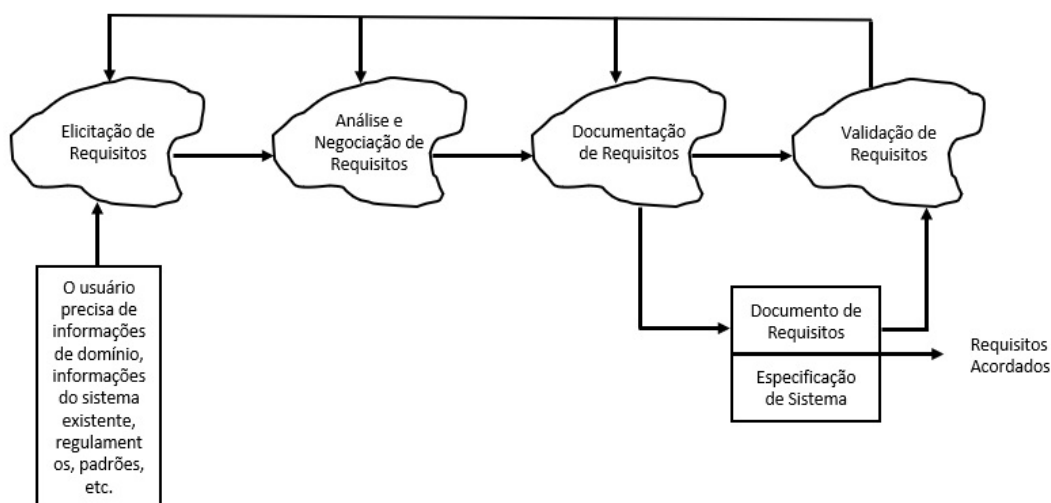 Elicitação de
Requisitos
Análise e
Negociação de
Requisitos
Documentação
de Requisitos
Validação de
Requisitos
O usuário
precisa de
informações
de domínio,
informações
do sistema
existente,
regulament
os, padrões,
etc.
Documento de
Requisitos
Especificação
de Sistema
Requisitos
Acordados